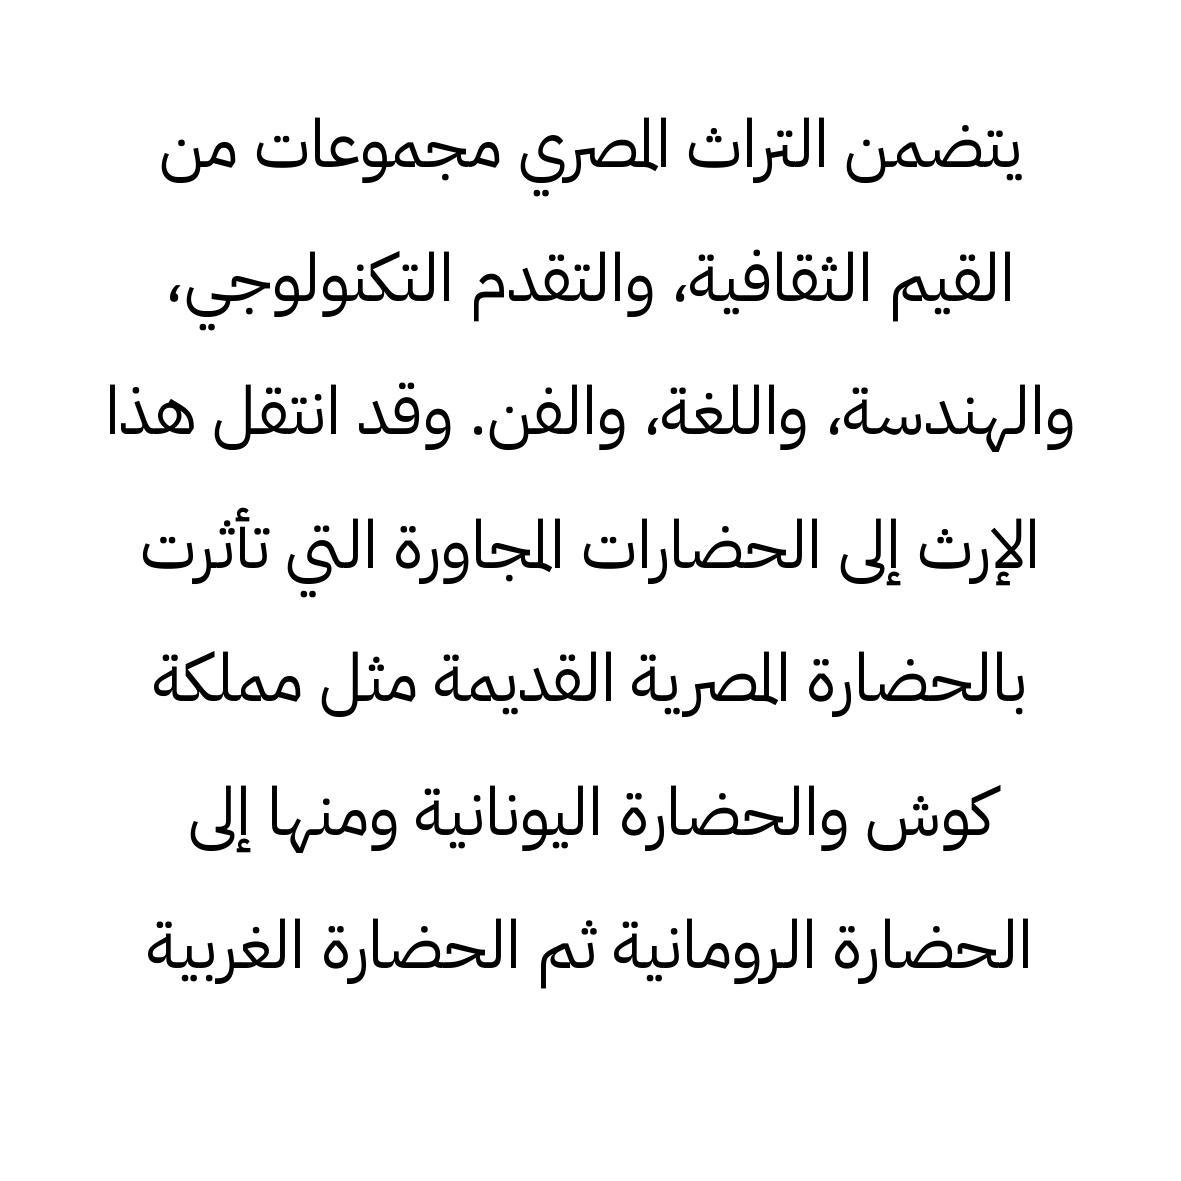 يتضمن التراث المصري مجموعات من
القيم الثقافية، والتقدم التكنولوجي،
والهندسة، واللغة، والفن. وقد انتقل هذا
الإرث إلى الحضارات المجاورة التي تأثرت
بالحضارة المصرية القديمة مثل مملكة
كوش والحضارة اليونانية ومنها إلى
الحضارة الرومانية ثم الحضارة الغربية